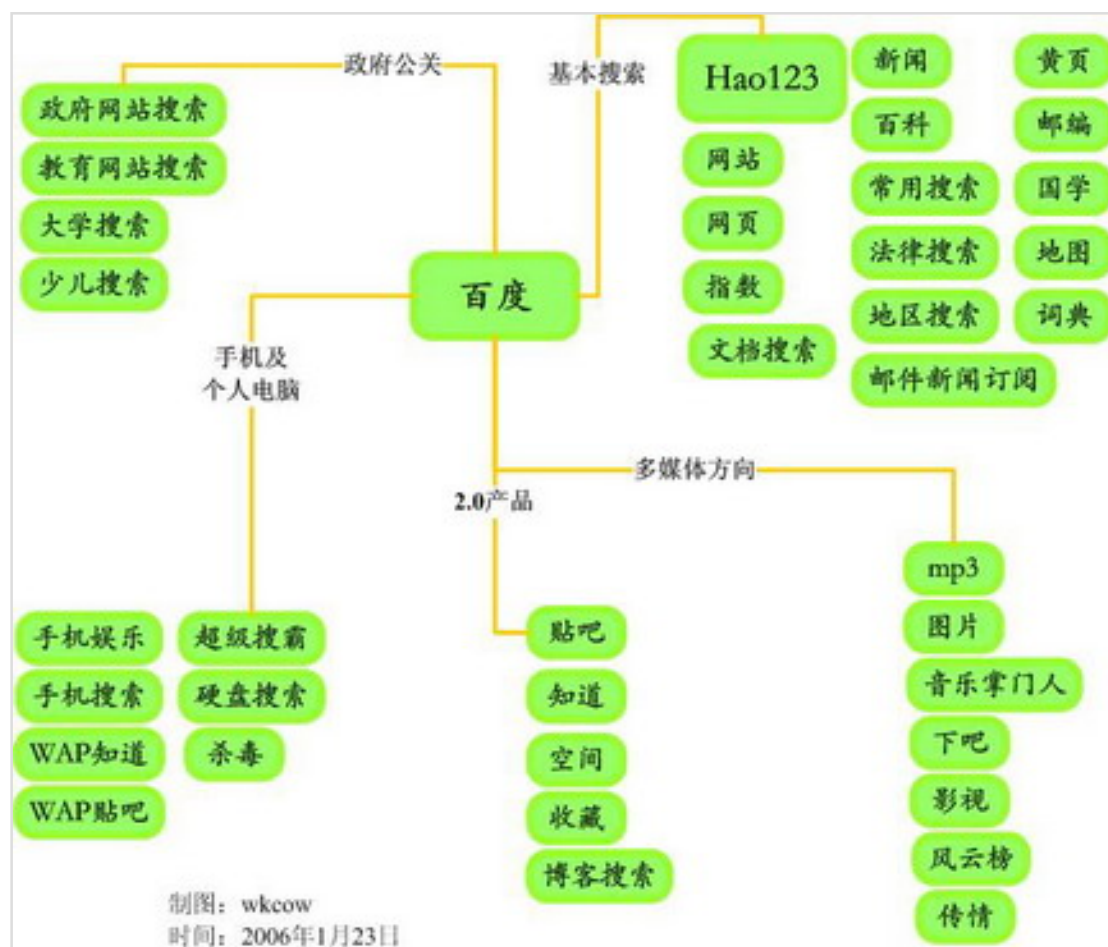 政府公关
政府网站搜索
教育网站搜索
大学搜索
少儿搜索
基本搜索
Hao123
网站
网页
指数
文档搜索
新闻
百科
常用搜索
法律搜索
地区搜索
邮件新闻订阅
黄页
邮编
国学
地图
词典
百度
手机及
个人电脑
手机娱乐
手机搜索
WAP知道
WAP贴吧
超级搜霸
硬盘搜索
杀毒
2.0产品
贴吧
知道
空间
收藏
博客搜索
多媒体方向
mp3
图片
音乐掌门人
下吧
影视
风云榜
传情
制图：wkcow
时间：2006年1月23日